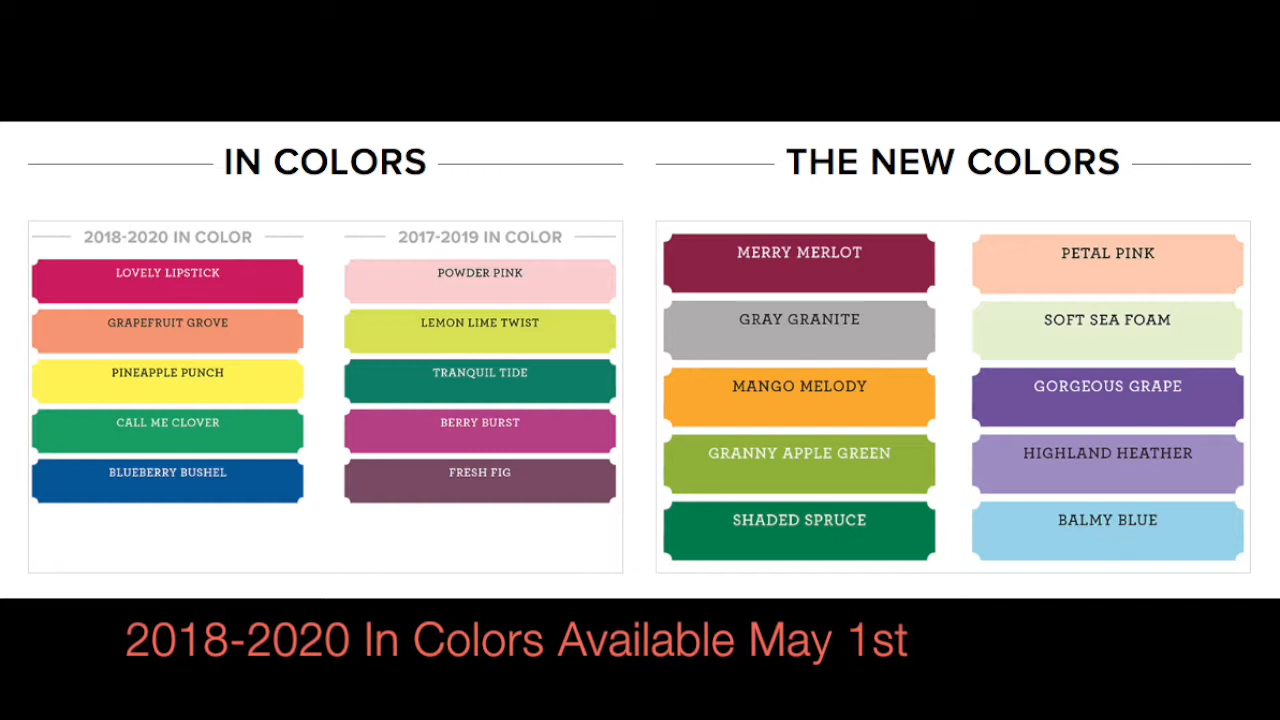 IN COLORS
2018-2020 IN COLOR
LOVELY LIPSTICK
GRAPEFRUIT GROVE
PINEAPPLE PUNCH
CALL ME CLOVER
BLUEBERRY BUSHEL
2017-2019 IN COLOR
POWDER PINK
LEMON LIME TWIST
TRANQUIL TIDE
BERRY BURST
FRESH FIG
THE NEW COLORS
MERRY MERLOT
GRAY GRANITE
MANGO MELODY
GRANNY APPLE GREEN
SHADED SPRUCE
PETAL PINK
SOFT SEA FOAM
GORGEOUS GRAPE
HIGHLAND HEATHER
BALMY BLUE
2018-2020 In Colors Available May 1st